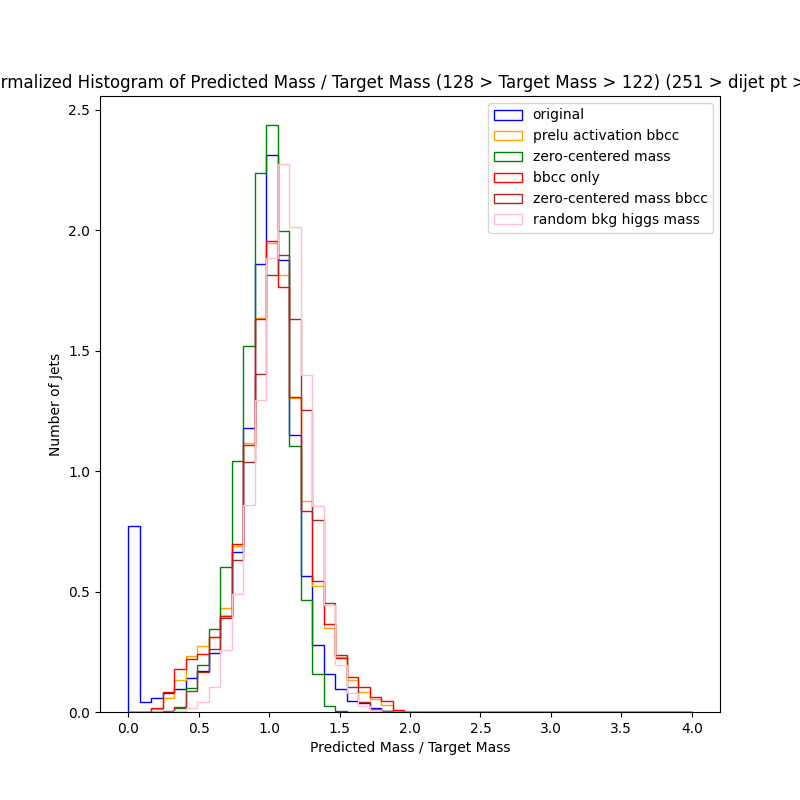 rmalized Histogram of Predicted Mass / Target Mass (128 > Target Mass > 122) (251 > dijet pt >
2.5
2.0
1.5
1.0
0.5
0.0
Number of Jets
original
prelu activation bbcc
zero-centered mass
bbcc only
zero-centered mass bbcc
random bkg higgs mass
0.0 0.5 1.0 1.5 2.0 2.5 3.0 3.5 4.0
Predicted Mass / Target Mass